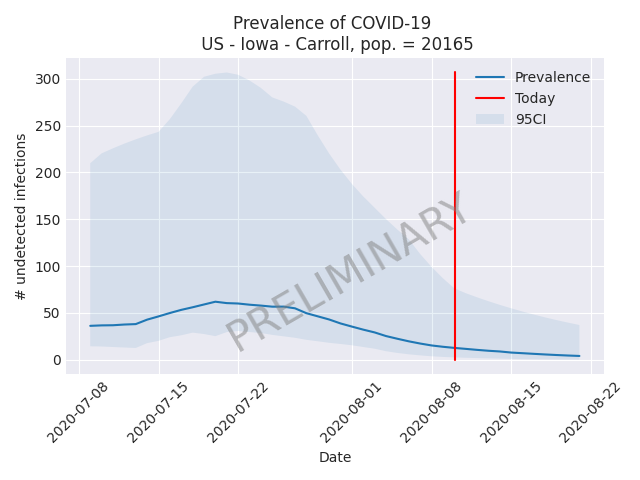 Prevalence of COVID-19
US - Iowa - Carroll, pop. = 20165
# undetected infections
300
250
200
150
100
50
0
Prevalence
Today
95CI
PRELIMINARY
2020-07-08
2020-07-15
2020-07-22
2020-08-01
2020-08-08
2020-08-15
2020-08-22
Date